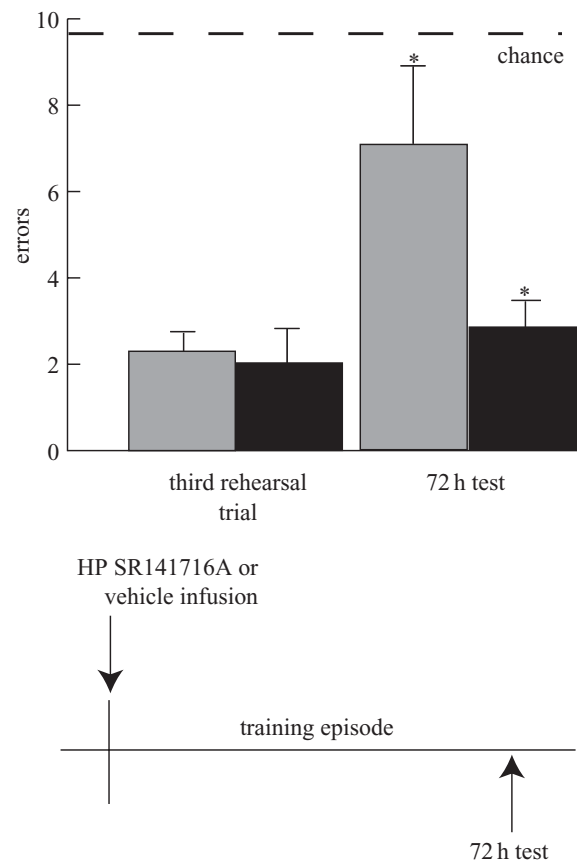 10
chance
*
8
6
errors
4
*
2
0
third rehearsal
trial
72 h test
HP SR141716A or
vehicle infusion
training episode
72 h test